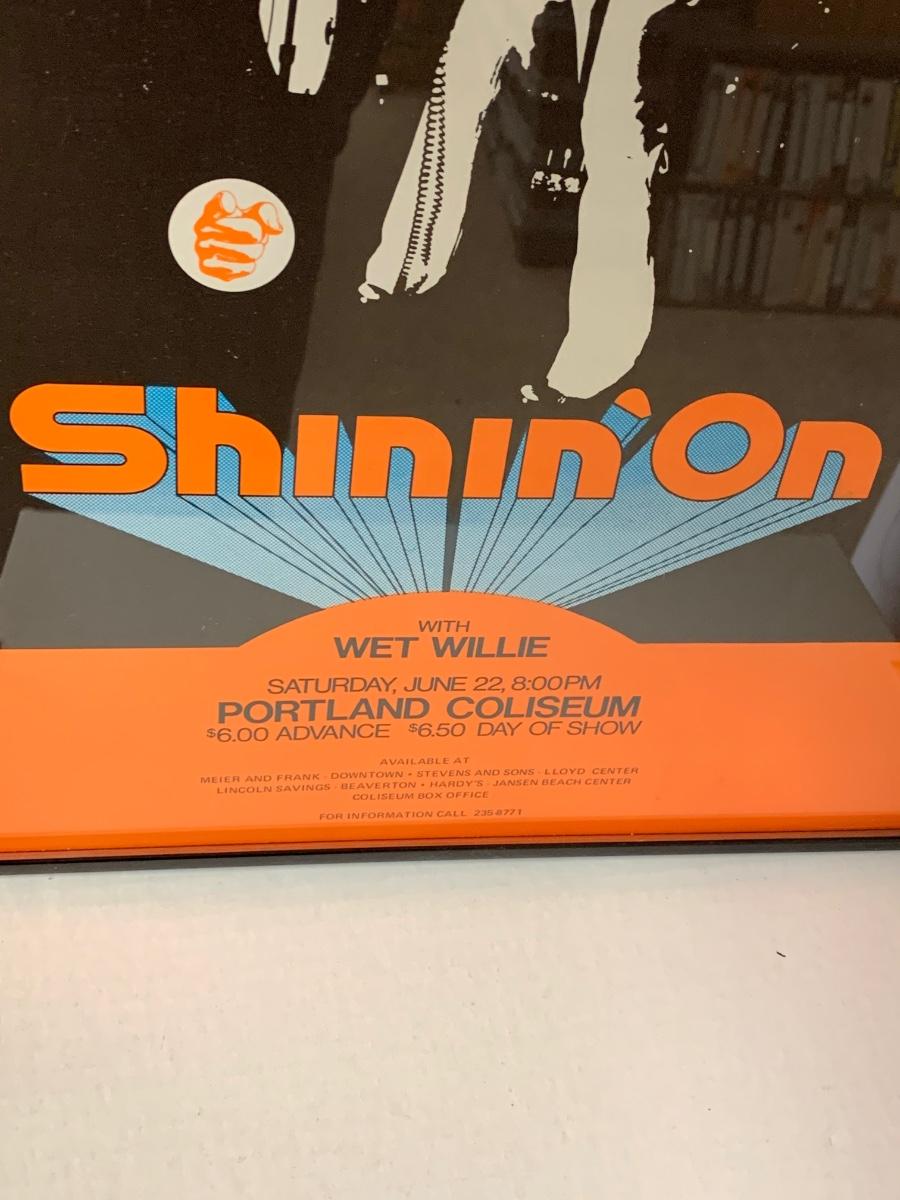 Shinin' On
WITH
WET WILLIE
SATURDAY, JUNE 22, 8:00PM
PORTLAND COLISEUM
$6.00 ADVANCE $6.50 DAY OF SHOW
AVAILABLE AT
MEIER AND FRANK - DOWNTOWN • STEVENS AND SONS - LLOYD CENTER
LINCOLN SAVINGS - BEAVERTON • HARDY'S - JANSEN BEACH CENTER
COLISEUM BOX OFFICE
FOR INFORMATION CALL 235-8771